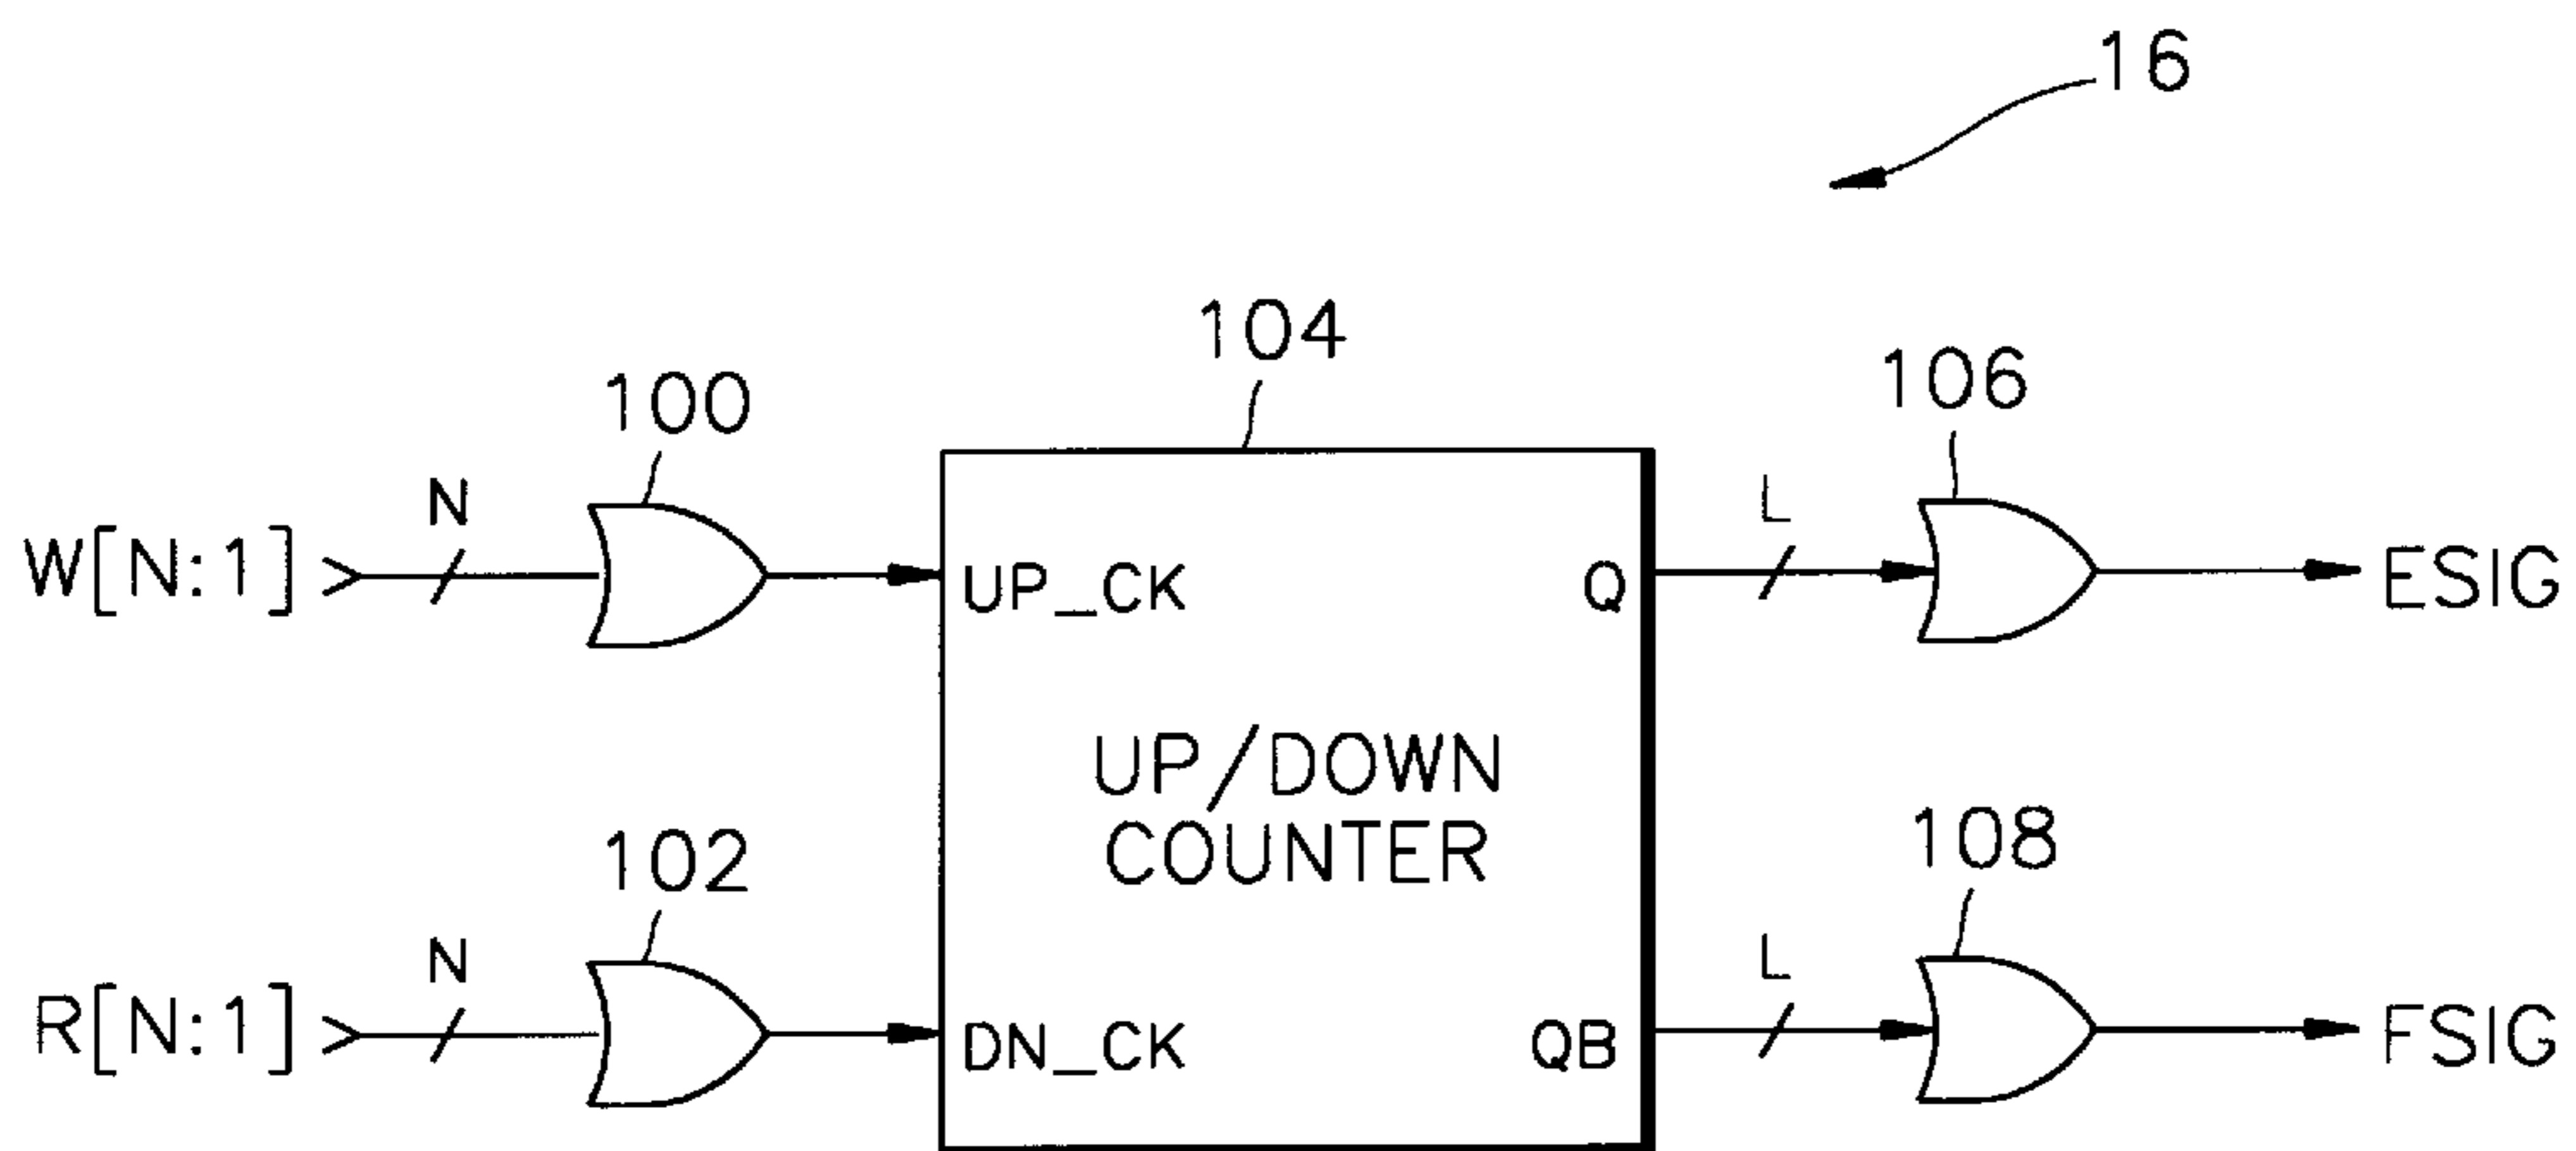 16
104
100
106
N
L
W[N:1]
UP_CK
Q
ESIG
UP/DOWN
COUNTER
102
108
N
L
R[N:1]
DN_CK
QB
FSIG